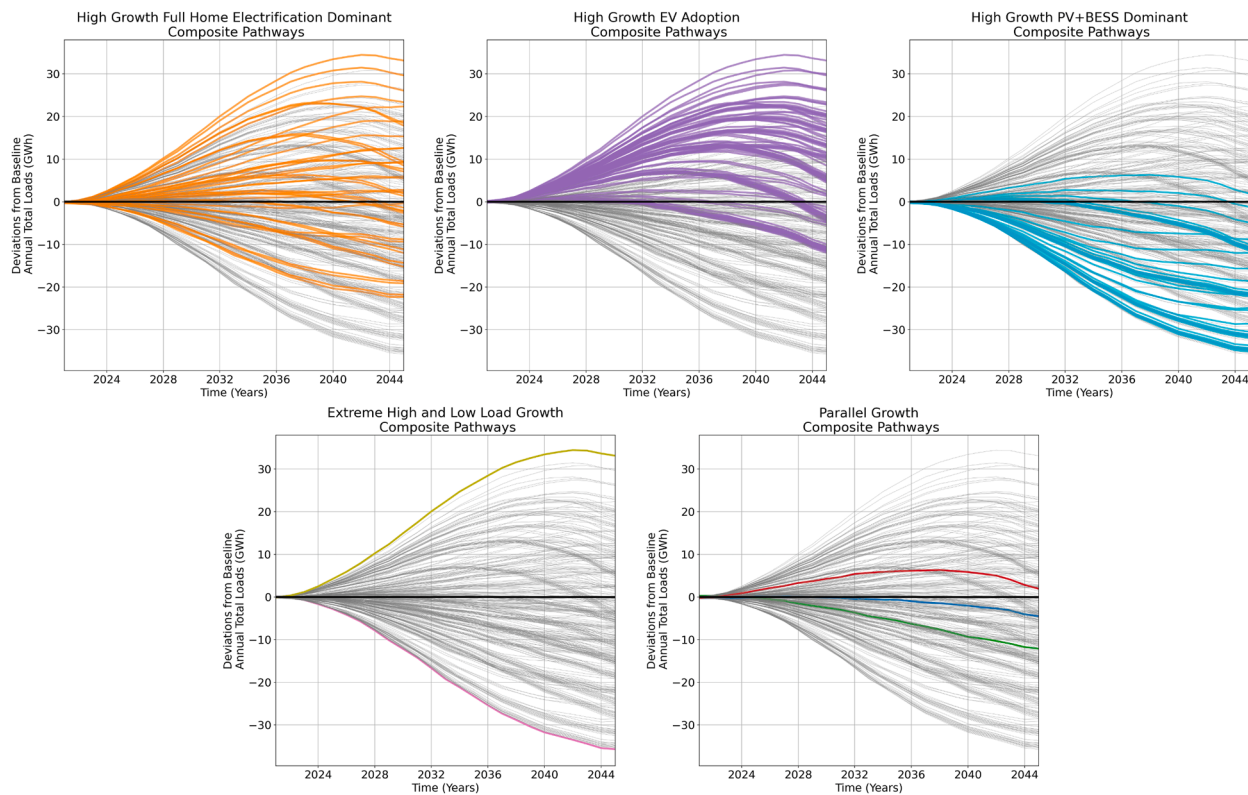 High Growth Full Home Electrification Dominant
Composite Pathways
Deviations from Baseline
Annual Total Loads (GWh)
30
20
10
0
−10
−20
−30
2024 2028 2032 2036 2040 2044
Time (Years)
High Growth EV Adoption
Composite Pathways
Deviations from Baseline
Annual Total Loads (GWh)
30
20
10
0
−10
−20
−30
2024 2028 2032 2036 2040 2044
Time (Years)
High Growth PV+BESS Dominant
Composite Pathways
Deviations from Baseline
Annual Total Loads (GWh)
30
20
10
0
−10
−20
−30
2024 2028 2032 2036 2040 2044
Time (Years)
Extreme High and Low Load Growth
Composite Pathways
Deviations from Baseline
Annual Total Loads (GWh)
30
20
10
0
−10
−20
−30
2024 2028 2032 2036 2040 2044
Time (Years)
Parallel Growth
Composite Pathways
Deviations from Baseline
Annual Total Loads (GWh)
30
20
10
0
−10
−20
−30
2024 2028 2032 2036 2040 2044
Time (Years)